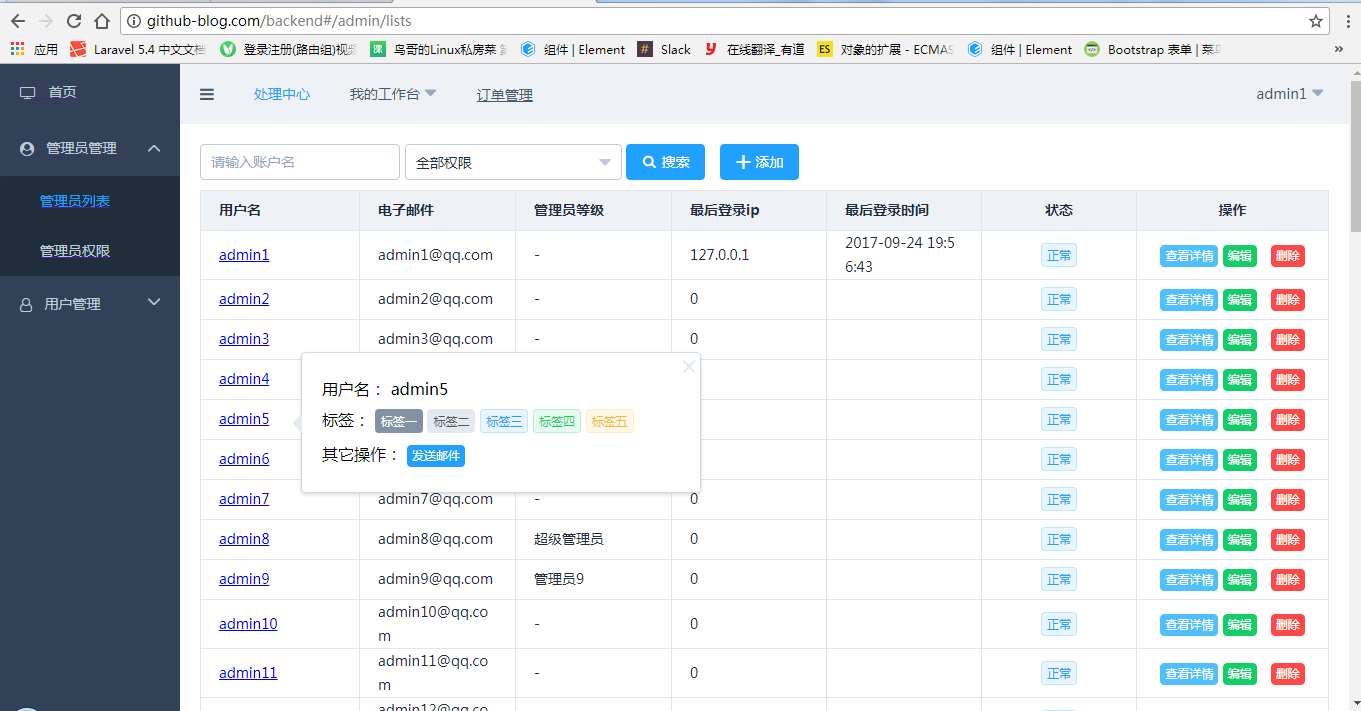 github-blog.com/backend#/admin/lists
应用 Laravel 5.4 中文文档 登录注册(路由组)视频 鸟哥的Linux私房菜 组件 | Element # Slack 在线翻译_有道 ES 对象的扩展 - ECMAS 组件 | Element Bootstrap 表单 | 菜鸟 »
首页
管理员管理
管理员列表
管理员权限
用户管理
处理中心 我的工作台 订单管理 admin1
请输入账户名 全部权限 搜索 添加
用户名 电子邮件 管理员等级 最后登录ip 最后登录时间 状态 操作
admin1 admin1@qq.com - 127.0.0.1 2017-09-24 19:5 正常 查看详情 编辑 删除
6:43
admin2 admin2@qq.com - 0 正常 查看详情 编辑 删除
admin3 admin3@qq.com - 0 正常 查看详情 编辑 删除
admin4 正常 查看详情 编辑 删除
admin5 正常 查看详情 编辑 删除
admin6 正常 查看详情 编辑 删除
用户名: admin5
标签: 标签一 标签二 标签三 标签四 标签五
其它操作: 发送邮件
admin7 admin7@qq.com - 0 正常 查看详情 编辑 删除
admin8 admin8@qq.com 超级管理员 0 正常 查看详情 编辑 删除
admin9 admin9@qq.com 管理员9 0 正常 查看详情 编辑 删除
admin10 admin10@qq.co - 0 正常 查看详情 编辑 删除
m
admin11 admin11@qq.co - 0 正常 查看详情 编辑 删除
m
admin12@qq.co